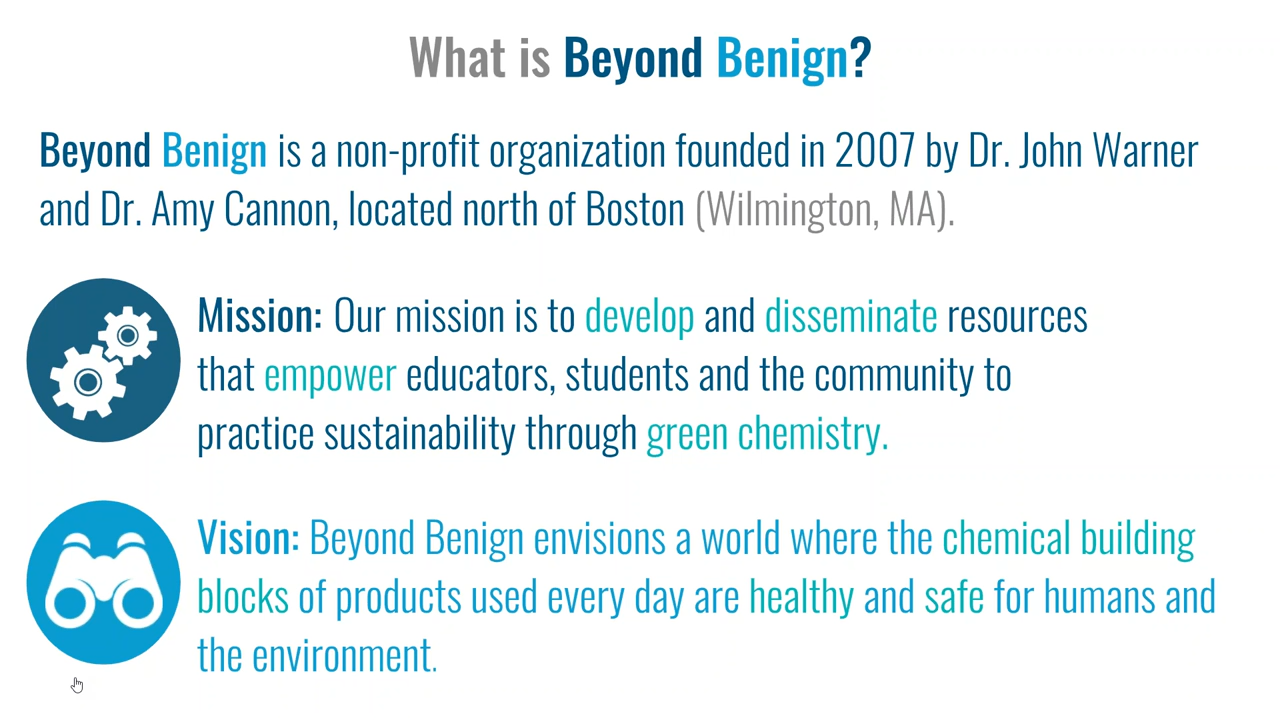 What is Beyond Benign?
Beyond Benign is a non-profit organization founded in 2007 by Dr. John Warner
and Dr. Amy Cannon, located north of Boston (Wilmington, MA).
Mission: Our mission is to develop and disseminate resources
that empower educators, students and the community to
practice sustainability through green chemistry.
Vision: Beyond Benign envisions a world where the chemical building
blocks of products used every day are healthy and safe for humans and
the environment.